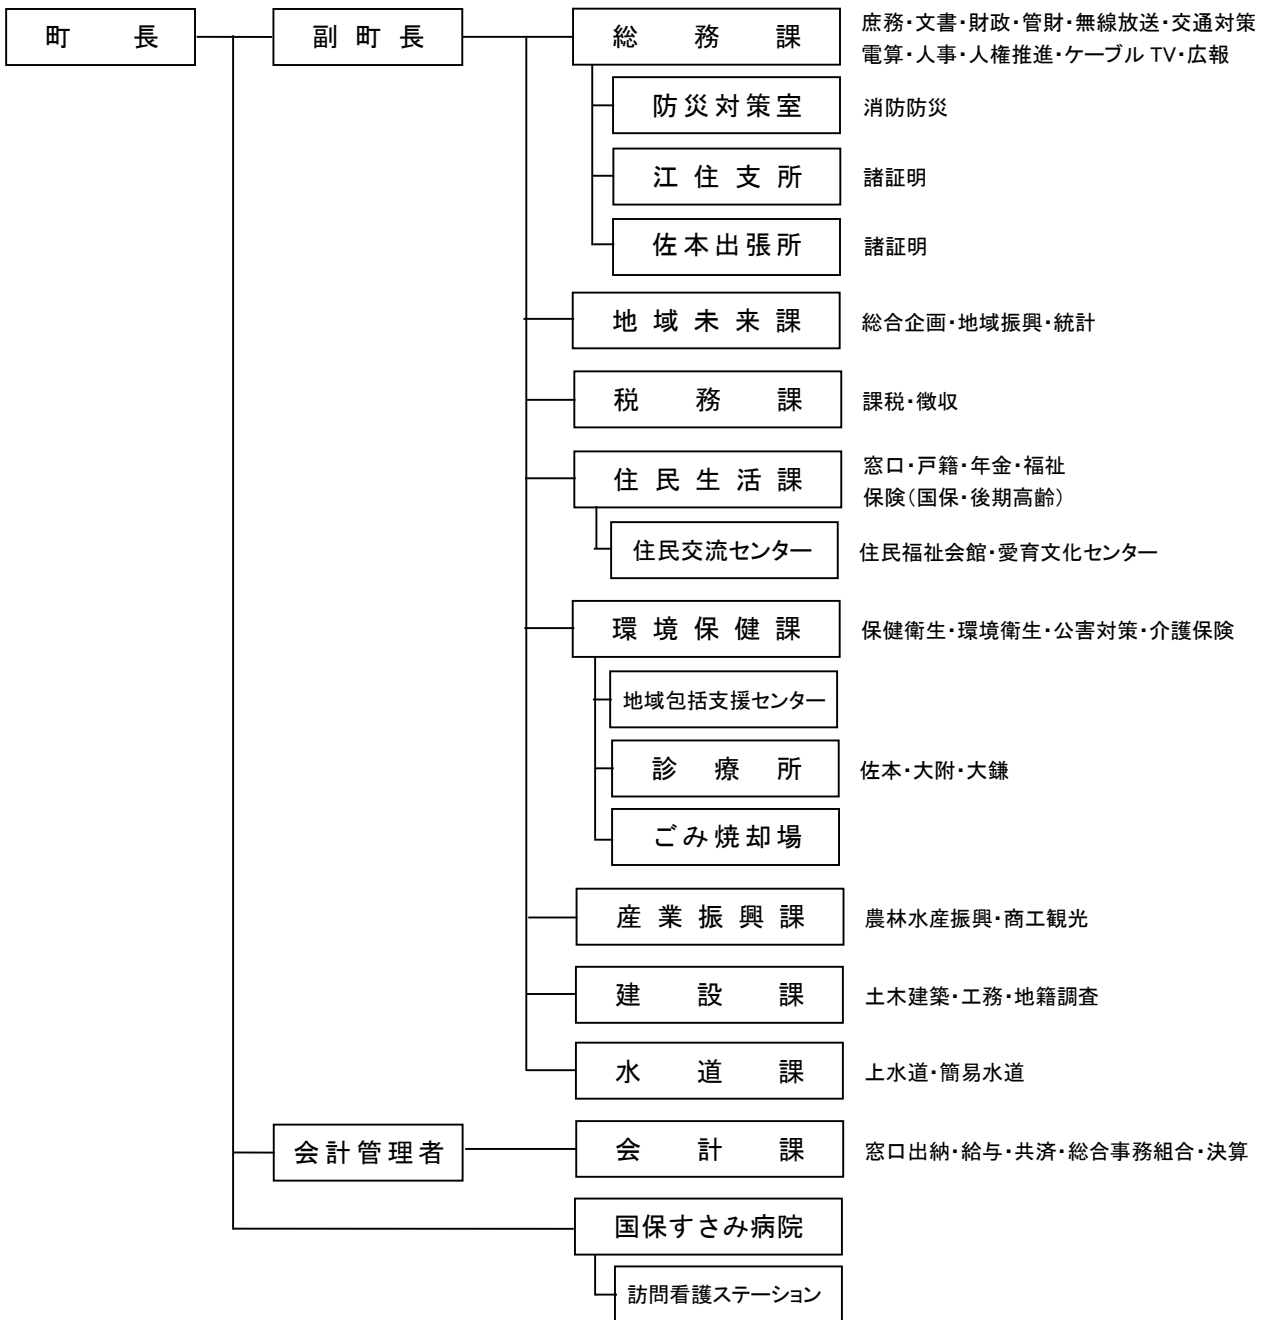 町長
副町長
総務課
庶務・文書・財政・管財・無線放送・交通対策
電算・人事・人権推進・ケーブル TV・広報
防災対策室
消防防災
江住支所
諸証明
佐本出張所
諸証明
地域未来課
総合企画・地域振興・統計
税務課
課税・徴収
住民生活課
窓口・戸籍・年金・福祉
保険(国保・後期高齢)
住民交流センター
住民福祉会館・愛育文化センター
環境保健課
保健衛生・環境衛生・公害対策・介護保険
地域包括支援センター
診療所
佐本・大附・大鎌
ごみ焼却場
産業振興課
農林水産振興・商工観光
建設課
土木建築・工務・地籍調査
水道課
上水道・簡易水道
会計管理者
会計課
窓口出納・給与・共済・総合事務組合・決算
国保すさみ病院
訪問看護ステーション